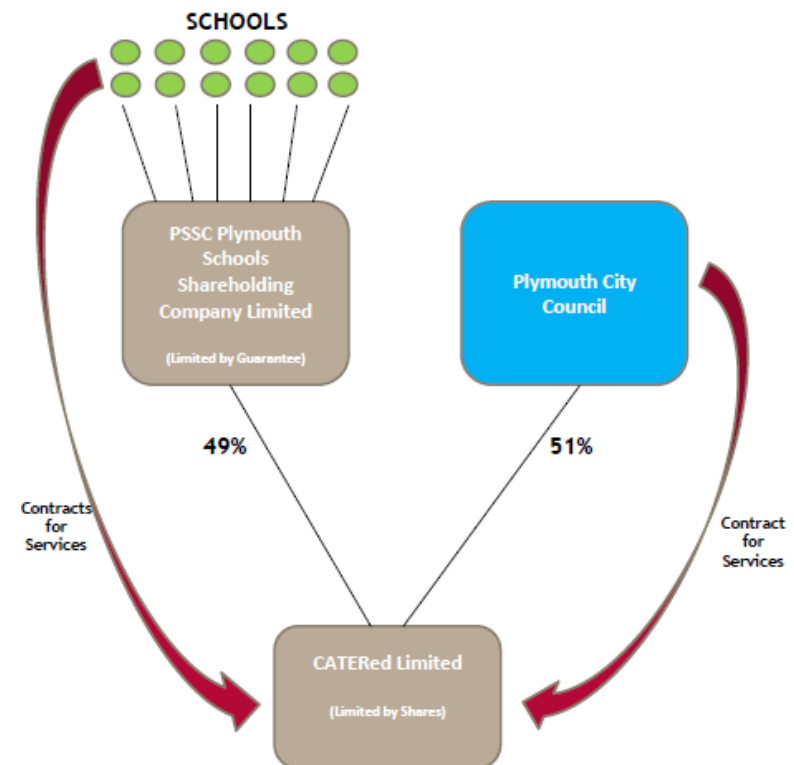 SCHOOLS
PSSC Plymouth
Schools
Shareholding
Company Limited
(Limited by Guarantee)
Plymouth City
Council
49%
51%
Contracts
for
Services
Contract
for
Services
CATERed Limited
(Limited by Shares)